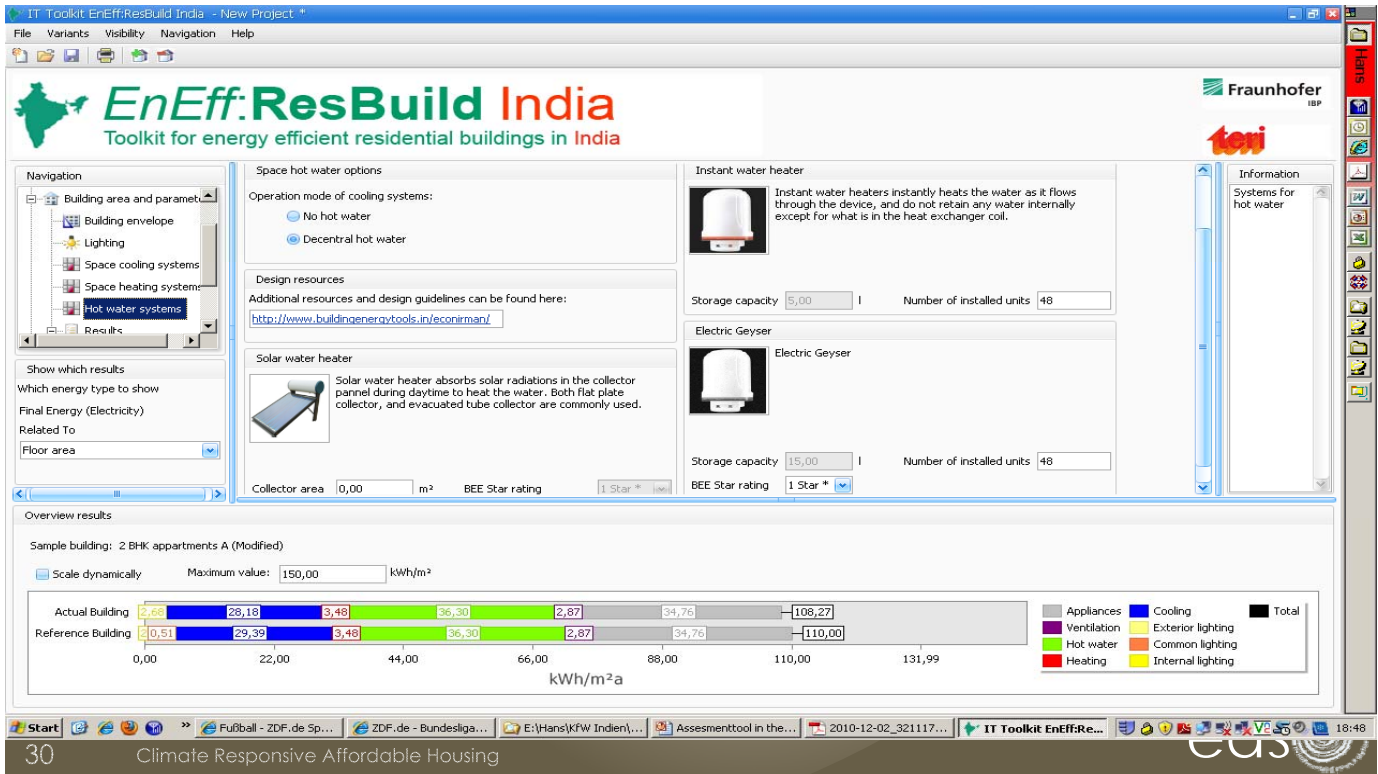 IT Toolkit EnEff:ResBuild India - New Project *
File Variants Visibility Navigation Help
EnEff:ResBuild India
Toolkit for energy efficient residential buildings in India
Fraunhofer
IBP
teri
Hans
Navigation
Building area and paramet
Building envelope
Lighting
Space cooling systems
Space heating systems
Hot water systems
Results
Show which results
Which energy type to show
Final Energy (Electricity)
Related To
Floor area
Space hot water options
Operation mode of cooling systems:
No hot water
Decentral hot water
Design resources
Additional resources and design guidelines can be found here:
http://www.buildingenergytools.in/econirman/
Solar water heater
Solar water heater absorbs solar radiations in the collector
pannel during daytime to heat the water. Both flat plate
collector, and evacuated tube collector are commonly used.
Collector area 0,00 m² BEE Star rating 1 Star *
Instant water heater
Instant water heaters instantly heats the water as it flows
through the device, and do not retain any water internally
except for what is in the heat exchanger coil.
Storage capacity 5,00 l Number of installed units 48
Electric Geyser
Electric Geyser
Storage capacity 15,00 l Number of installed units 48
BEE Star rating 1 Star *
Information
Systems for
hot water
Overview results
Sample building: 2 BHK appartments A (Modified)
Scale dynamically Maximum value: 150,00 kWh/m²
Actual Building 2,68 28,18 3,48 36,30 2,87 34,76 108,27
Reference Building 2 0,51 29,39 3,48 36,30 2,87 34,76 110,00
0,00 22,00 44,00 66,00 88,00 110,00 131,99
kWh/m²a
Appliances Cooling Total
Ventilation Exterior lighting
Hot water Common lighting
Heating Internal lighting
Start » Fußball - ZDF.de Sp... ZDF.de - Bundesliga... E:\Hans\KfW Indien\... Assesmenttool in the... 2010-12-02_321117... IT Toolkit EnEff:Re... 18:48
30 Climate Responsive Affordable Housing